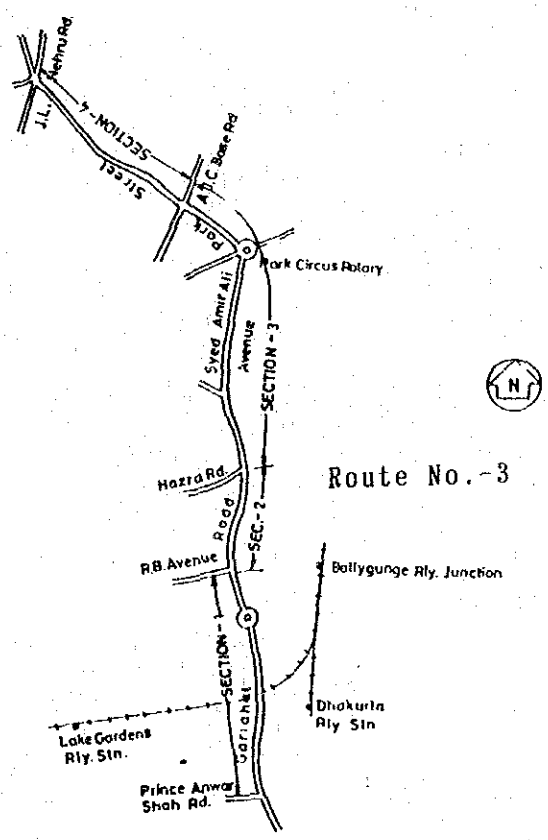 J.L. Nehru Rd.
SECTION-4
Park Street
A.J.C. Bose Rd
Park Circus Rotary
Syed Amir Ali
Avenue
SECTION-3
N
Hazra Rd.
Route No.-3
Road
SEC.-2
R.B. Avenue
Ballygunge Rly. Junction
SECTION-1
Gariahat
Dhakuria
Rly Stn
Lake Gardens
Rly. Stn.
Prince Anwar
Shah Rd.